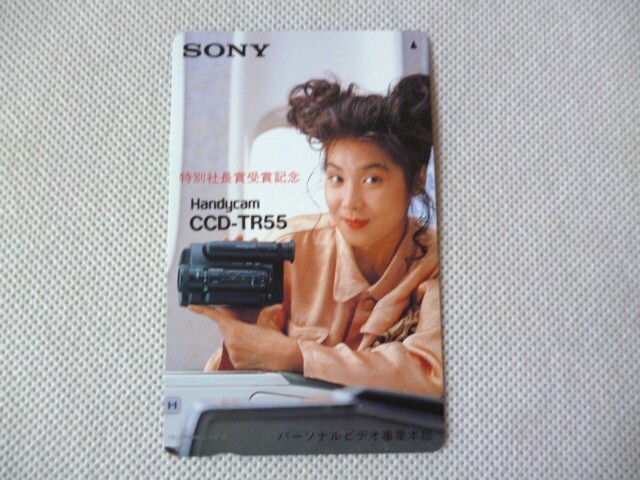 SONY
特別社長賞受賞記念
Handycam
CCD-TR55
H
パーソナルビデオ事業本部